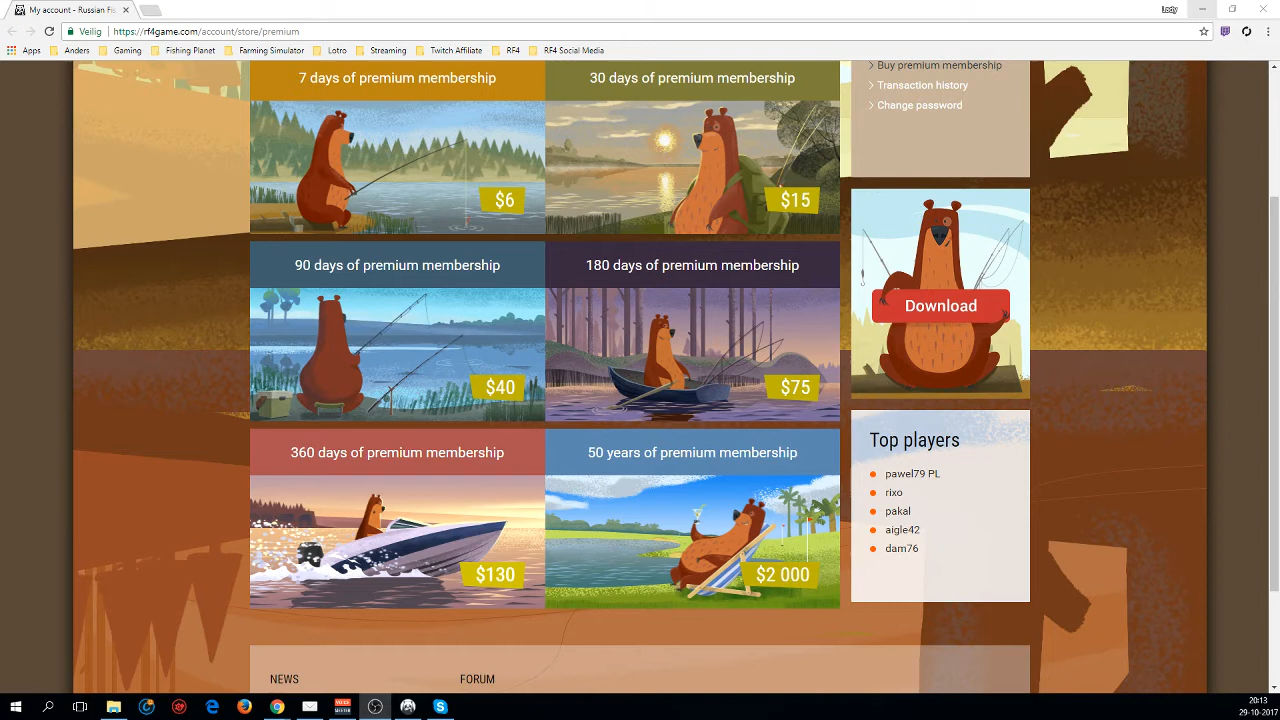 My account - Russian Fis
Veilig
https://rf4game.com/account/store/premium
Apps
Anders
Gaming
Fishing Planet
Farming Simulator
Lotro
Streaming
Twitch Affiliate
RF4
RF4 Social Media
7 days of premium membership
$6
30 days of premium membership
$15
90 days of premium membership
$40
180 days of premium membership
$75
360 days of premium membership
$130
50 years of premium membership
$2 000
Buy premium membership
Transaction history
Change password
Download
Top players
pawel79 PL
rixo
pakal
aigle42
dam76
NEWS
FORUM
20:13
29-10-2017